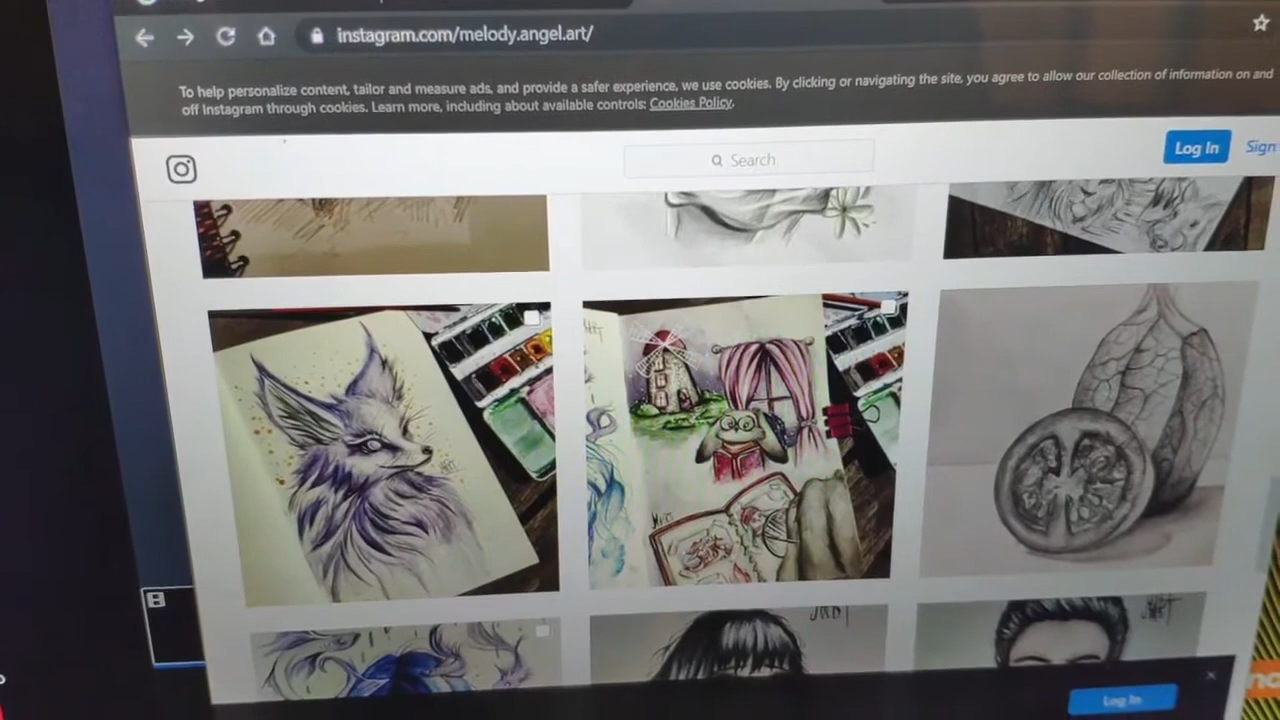 instagram.com/melody.angel.art/
To help personalize content, tailor and measure ads, and provide a safer experience, we use cookies. By clicking or navigating the site, you agree to allow our collection of information on and
off Instagram through cookies. Learn more, including about available controls: Cookies Policy.
Search
Log In
Sign
Log In